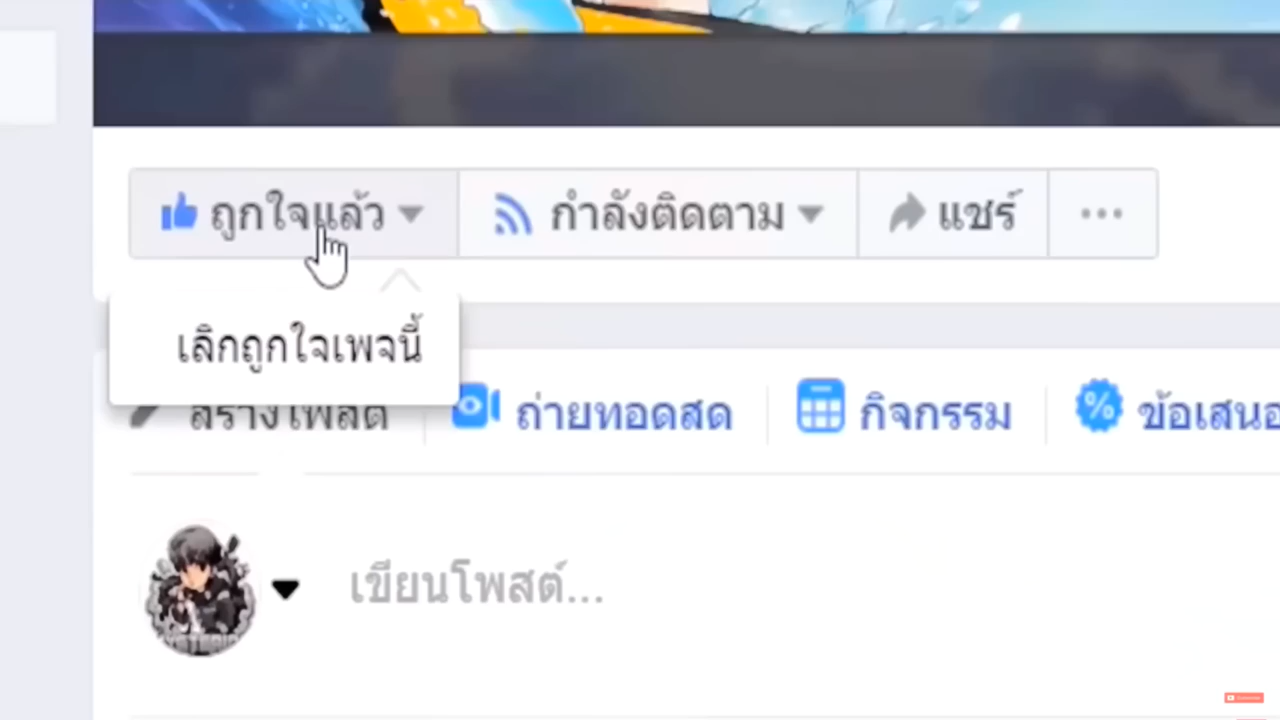 ถูกใจแล้ว กำลังติดตาม แชร์ ...
เลิกถูกใจเพจนี้
สร้างโพสต์ ถ่ายทอดสด กิจกรรม ข้อเสนอ
เขียนโพสต์...